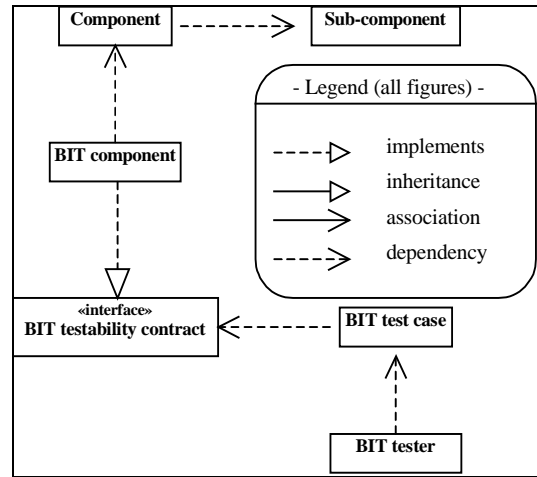 Component
Sub-component
- Legend (all figures) -
implements
inheritance
association
dependency
BIT component
«interface»
BIT testability contract
BIT test case
BIT tester